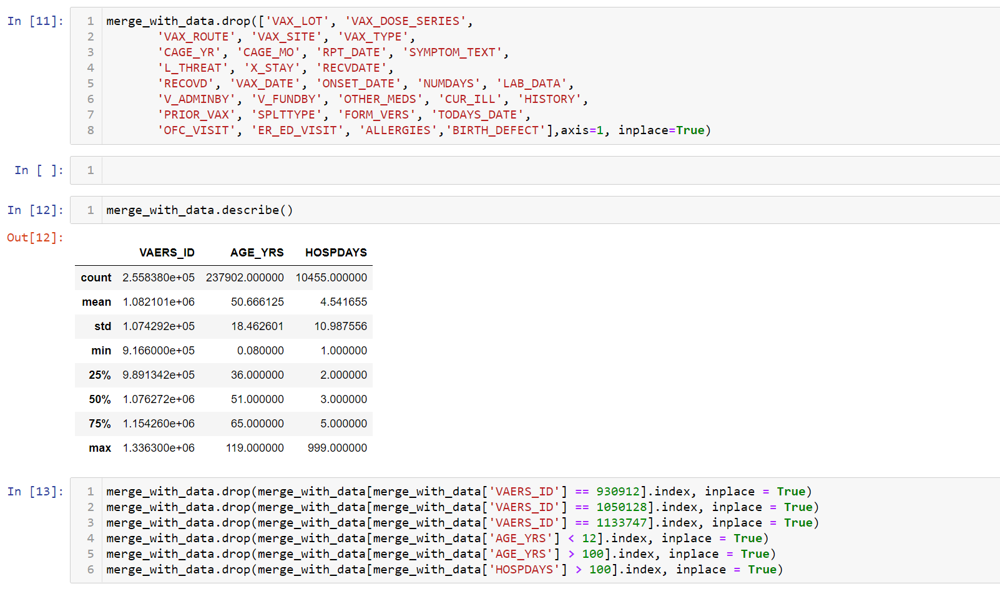 In [11]:
1 merge_with_data.drop(['VAX_LOT', 'VAX_DOSE_SERIES',
2 'VAX_ROUTE', 'VAX_SITE', 'VAX_TYPE',
3 'CAGE_YR', 'CAGE_MO', 'RPT_DATE', 'SYMPTOM_TEXT',
4 'L_THREAT', 'X_STAY', 'RECVDATE',
5 'RECOVD', 'VAX_DATE', 'ONSET_DATE', 'NUMDAYS', 'LAB_DATA',
6 'V_ADMINBY', 'V_FUNDBY', 'OTHER_MEDS', 'CUR_ILL', 'HISTORY',
7 'PRIOR_VAX', 'SPLTTYPE', 'FORM_VERS', 'TODAYS_DATE',
8 'OFC_VISIT', 'ER_ED_VISIT', 'ALLERGIES','BIRTH_DEFECT'],axis=1, inplace=True)
In [ ]:
1
In [12]:
1 merge_with_data.describe()
Out[12]:
VAERS_ID AGE_YRS HOSPDAYS
count 2.558380e+05 237902.000000 10455.000000
mean 1.082101e+06 50.666125 4.541655
std 1.074292e+05 18.462601 10.987556
min 9.166000e+05 0.080000 1.000000
25% 9.891342e+05 36.000000 2.000000
50% 1.076272e+06 51.000000 3.000000
75% 1.154260e+06 65.000000 5.000000
max 1.336300e+06 119.000000 999.000000
In [13]:
1 merge_with_data.drop(merge_with_data[merge_with_data['VAERS_ID'] == 930912].index, inplace = True)
2 merge_with_data.drop(merge_with_data[merge_with_data['VAERS_ID'] == 1050128].index, inplace = True)
3 merge_with_data.drop(merge_with_data[merge_with_data['VAERS_ID'] == 1133747].index, inplace = True)
4 merge_with_data.drop(merge_with_data[merge_with_data['AGE_YRS'] < 12].index, inplace = True)
5 merge_with_data.drop(merge_with_data[merge_with_data['AGE_YRS'] > 100].index, inplace = True)
6 merge_with_data.drop(merge_with_data[merge_with_data['HOSPDAYS'] > 100].index, inplace = True)